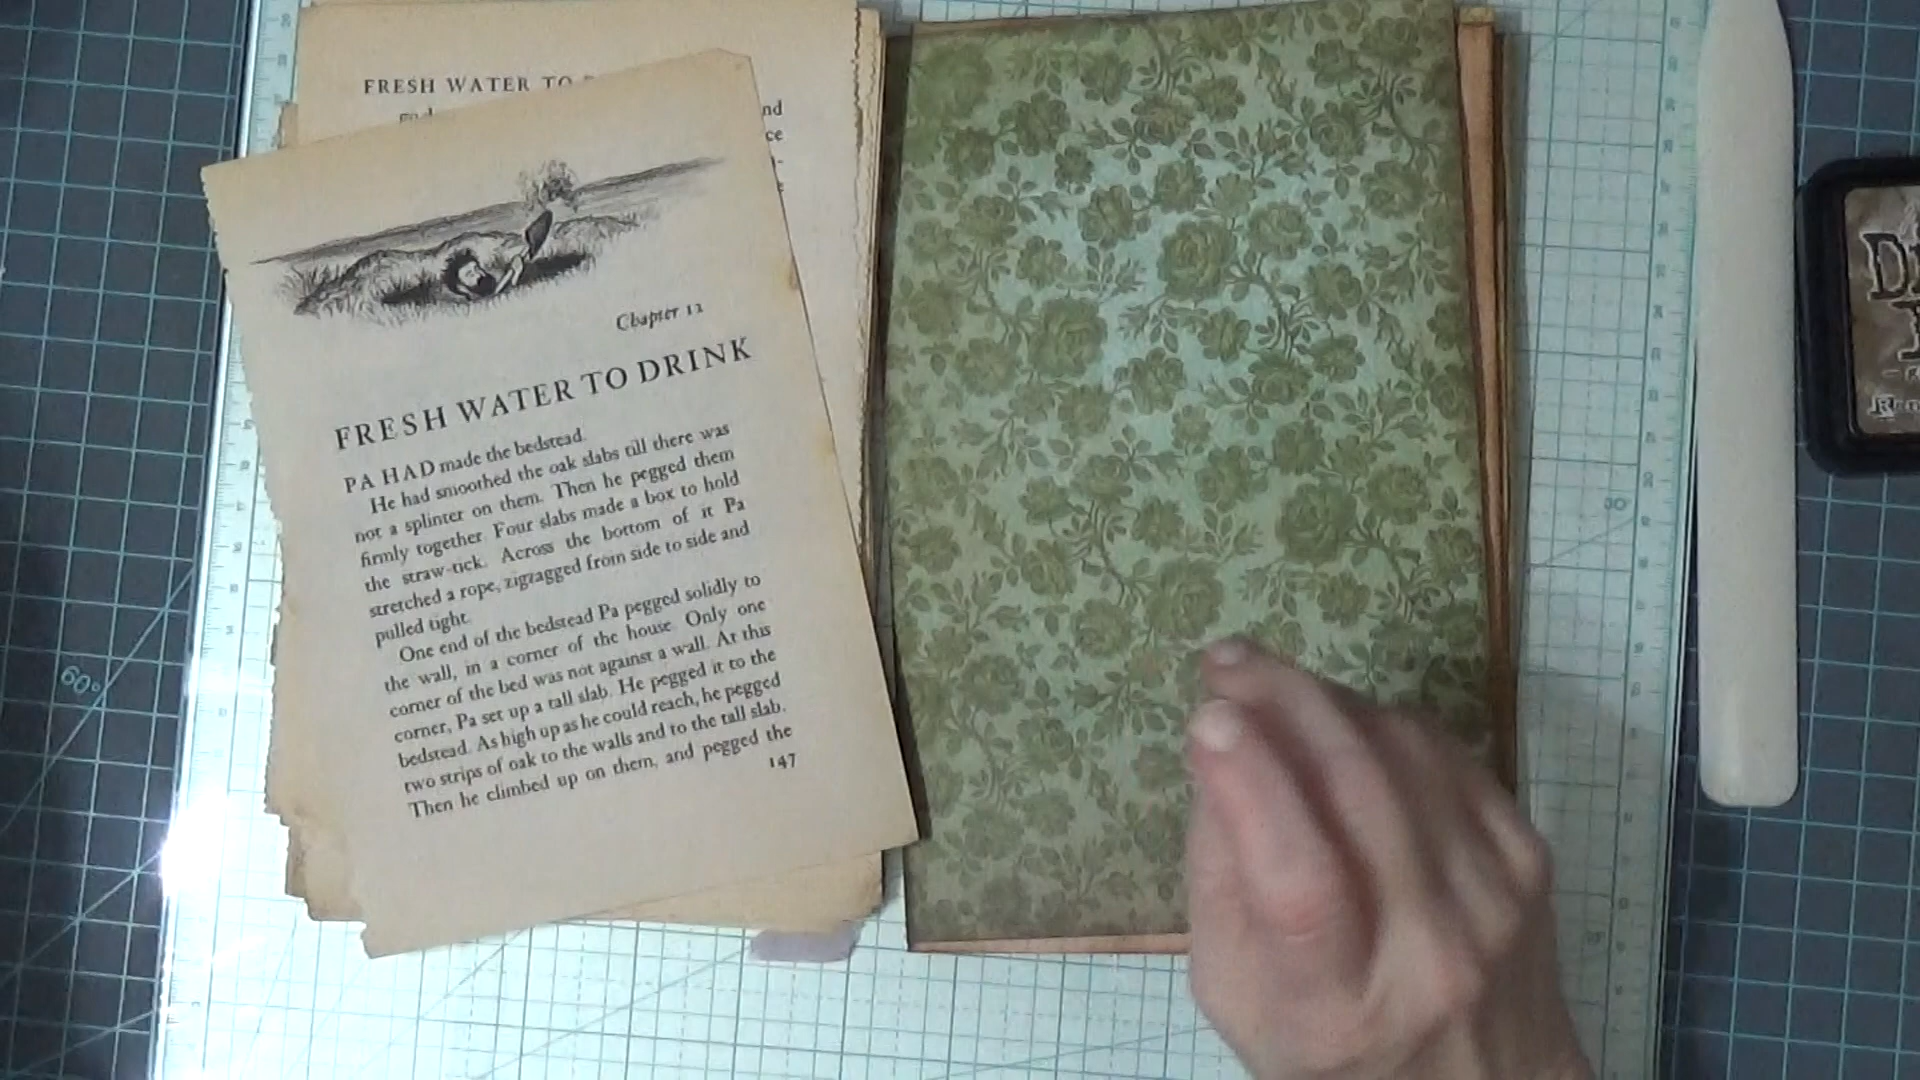 FRESH WATER TO
and
nd
ce
Chapter 12
FRESH WATER TO DRINK
PA HAD made the bedstead.
He had smoothed the oak slabs till there was
not a splinter on them. Then he pegged them
firmly together. Four slabs made a box to hold
the straw-tick. Across the bottom of it Pa
stretched a rope, zigzagged from side to side and
pulled tight.
One end of the bedstead Pa pegged solidly to
the wall, in a corner of the house. Only one
corner of the bed was not against a wall. At this
corner, Pa set up a tall slab. He pegged it to the
bedstead. As high up as he could reach, he pegged
two strips of oak to the walls and to the tall slab.
Then he climbed up on them, and pegged the
147
60°